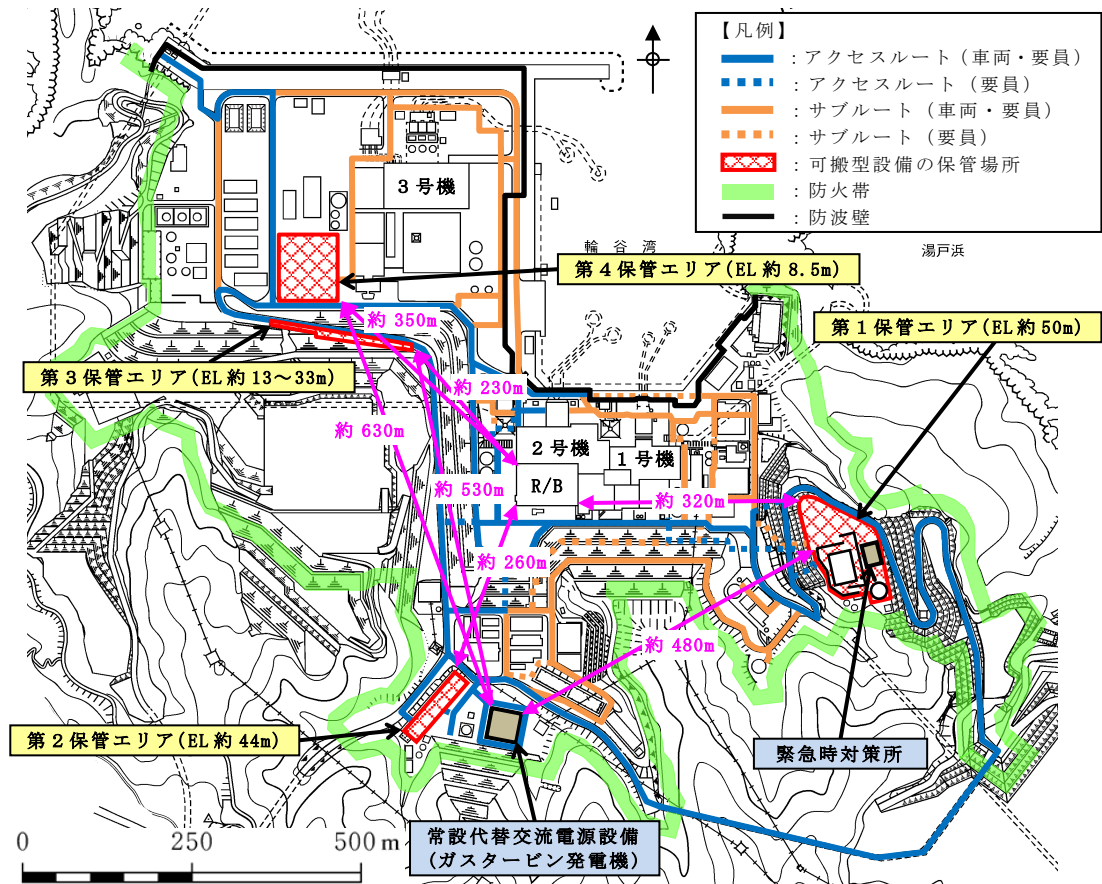 【凡例】
：アクセスルート（車両・要員）
：アクセスルート（要員）
：サブルート（車両・要員）
：サブルート（要員）
：可搬型設備の保管場所
：防火帯
：防波壁
3号機
輪谷湾
湯戸浜
第４保管エリア(EL約8.5m)
第１保管エリア(EL約50m)
約350m
第３保管エリア(EL約13～33m)
約230m
約630m
2号機
1号機
R/B
約530m
約320m
約260m
約480m
第２保管エリア(EL約44m)
緊急時対策所
常設代替交流電源設備
（ガスタービン発電機）
0 250 500m